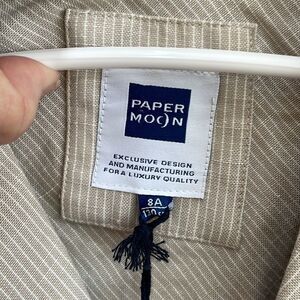 PAPER
MOON
EXCLUSIVE DESIGN
AND MANUFACTURING
FOR A LUXURY QUALITY
8A